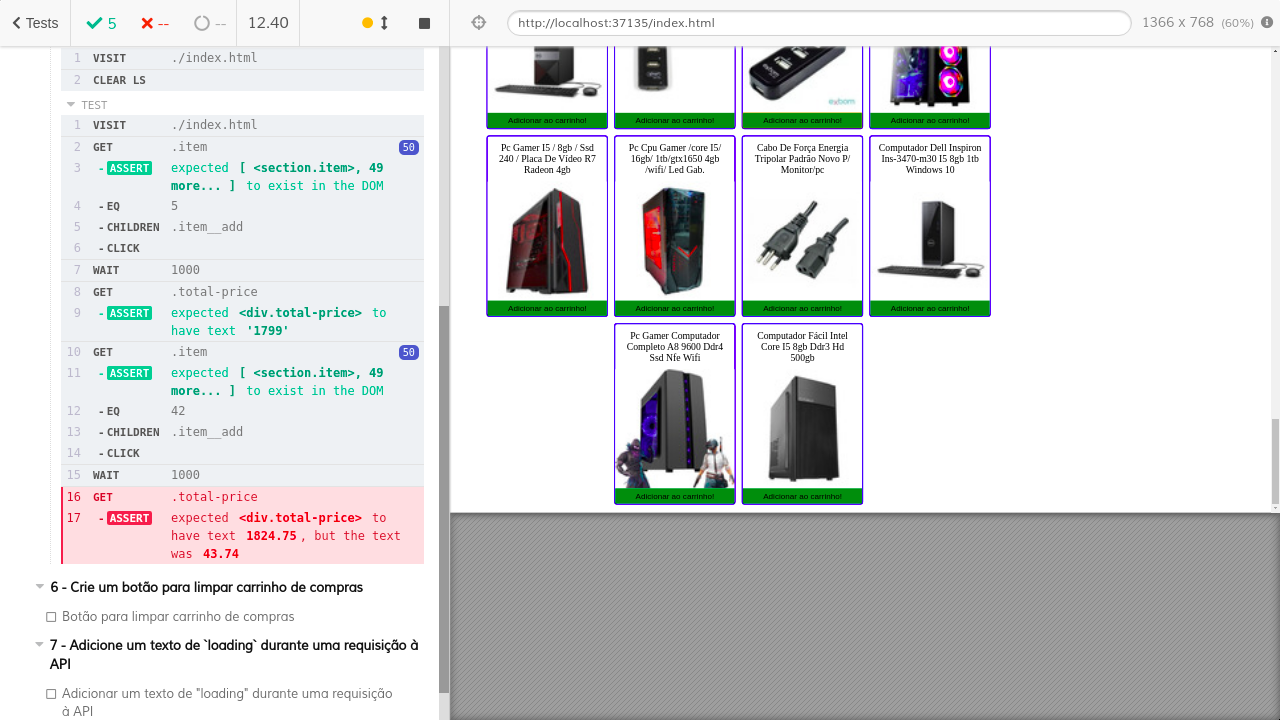 Tests
5
--
--
12.40
http://localhost:37135/index.html
1366 x 768 (60%)
1 VISIT ./index.html
2 CLEAR LS
TEST
1 VISIT ./index.html
2 GET .item 50
3 - ASSERT expected [ <section.item>, 49
more... ] to exist in the DOM
4 - EQ 5
5 - CHILDREN .item__add
6 - CLICK
7 WAIT 1000
8 GET .total-price
9 - ASSERT expected <div.total-price> to
have text '1799'
10 GET .item 50
11 - ASSERT expected [ <section.item>, 49
more... ] to exist in the DOM
12 - EQ 42
13 - CHILDREN .item__add
14 - CLICK
15 WAIT 1000
16 GET .total-price
17 - ASSERT expected <div.total-price> to
have text 1824.75, but the text
was 43.74
6 - Crie um botão para limpar carrinho de compras
Botão para limpar carrinho de compras
7 - Adicione um texto de `loading` durante uma requisição à
API
Adicionar um texto de "loading" durante uma requisição
à API
exbom
Adicionar ao carrinho!
Adicionar ao carrinho!
Adicionar ao carrinho!
Adicionar ao carrinho!
Pc Gamer I5 / 8gb / Ssd
240 / Placa De Vídeo R7
Radeon 4gb
Adicionar ao carrinho!
Pc Cpu Gamer /core I5/
16gb/ 1tb/gtx1650 4gb
/wifi/ Led Gab.
Adicionar ao carrinho!
Cabo De Força Energia
Tripolar Padrão Novo P/
Monitor/pc
Adicionar ao carrinho!
Computador Dell Inspiron
Ins-3470-m30 I5 8gb 1tb
Windows 10
Adicionar ao carrinho!
Pc Gamer Computador
Completo A8 9600 Ddr4
Ssd Nfe Wifi
Adicionar ao carrinho!
Computador Fácil Intel
Core I5 8gb Ddr3 Hd
500gb
Adicionar ao carrinho!